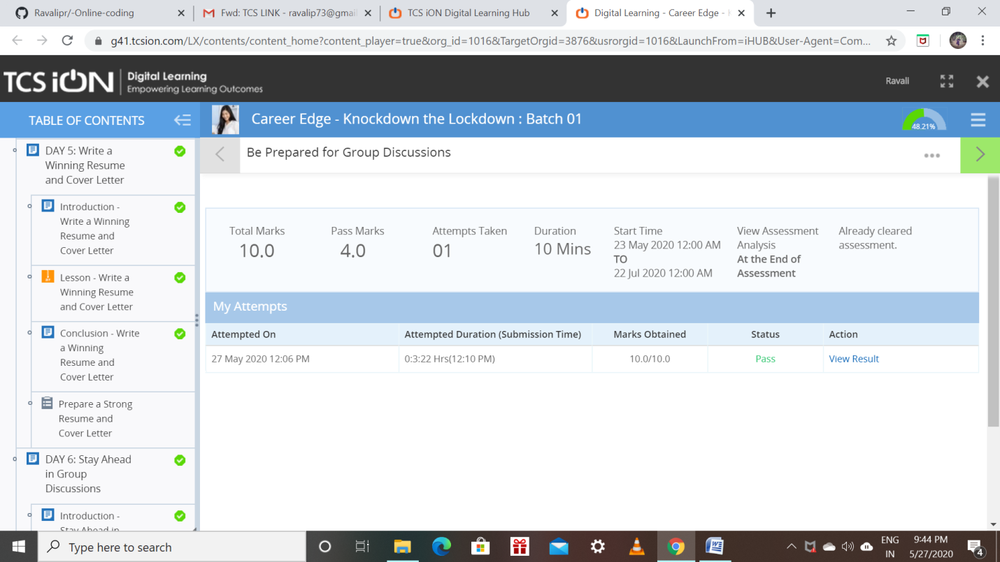 Ravalipr/-Online-coding
Fwd: TCS LINK - ravalip73@gmai
TCS iON Digital Learning Hub
Digital Learning - Career Edge -
g41.tcsion.com/LX/contents/content_home?content_player=true&org_id=1016&TargetOrgid=3876&usrorgid=1016&LaunchFrom=iHUB&User-Agent=Com...
TCS iON
Digital Learning
Empowering Learning Outcomes
Ravali
TABLE OF CONTENTS
Career Edge - Knockdown the Lockdown : Batch 01
48.21%
DAY 5: Write a
Winning Resume
and Cover Letter
Introduction -
Write a Winning
Resume and
Cover Letter
Lesson - Write a
Winning Resume
and Cover Letter
Conclusion - Write
a Winning
Resume and
Cover Letter
Prepare a Strong
Resume and
Cover Letter
DAY 6: Stay Ahead
in Group
Discussions
Introduction -
Stay Ahead in
Be Prepared for Group Discussions
Total Marks
10.0
Pass Marks
4.0
Attempts Taken
01
Duration
10 Mins
Start Time
23 May 2020 12:00 AM
TO
22 Jul 2020 12:00 AM
View Assessment
Analysis
At the End of
Assessment
Already cleared
assessment.
My Attempts
Attempted On Attempted Duration (Submission Time) Marks Obtained Status Action
27 May 2020 12:06 PM 0:3:22 Hrs(12:10 PM) 10.0/10.0 Pass View Result
Type here to search
ENG
IN
9:44 PM
5/27/2020
4